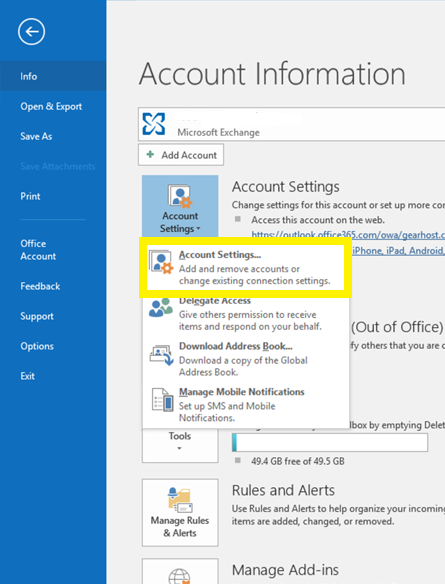 Account Information
Info
Open & Export
Save As
Save Attachments
Print
Office
Account
Feedback
Support
Options
Exit
Microsoft Exchange
Add Account
Account
Settings
Account Settings
Change settings for this account or set up more con
Access this account on the web.
https://outlook.office365.com/owa/gearhost.c
iPhone, iPad, Android,
Account Settings...
Add and remove accounts or
change existing connection settings.
Delegate Access
Give others permission to receive
items and respond on your behalf.
Download Address Book...
Download a copy of the Global
Address Book.
Manage Mobile Notifications
Set up SMS and Mobile
Notifications.
(Out of Office)
fy others that you are o
lbox by emptying Delet
Tools
49.4 GB free of 49.5 GB
Manage Rules
& Alerts
Rules and Alerts
Use Rules and Alerts to help organize your incoming
items are added, changed, or removed.
Manage Add-ins